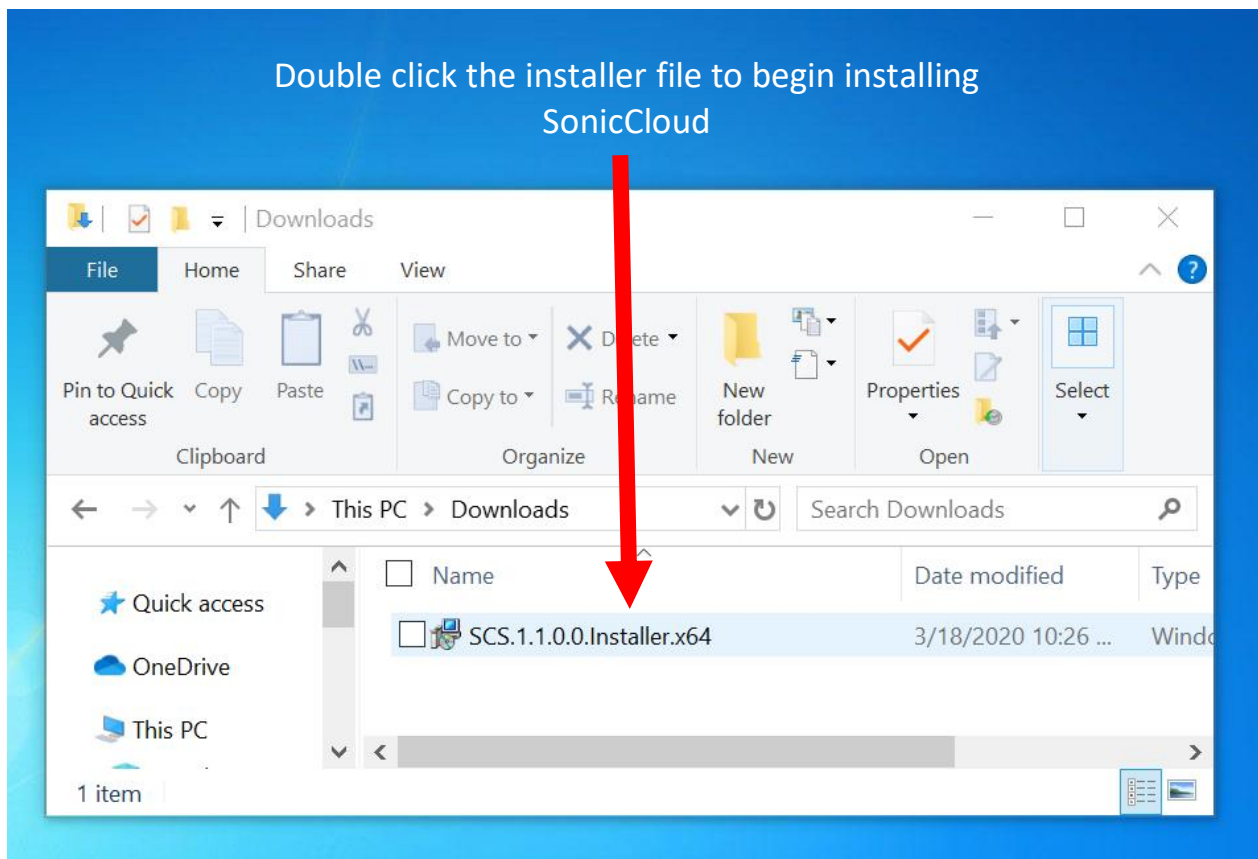 Double click the installer file to begin installing
SonicCloud
Downloads
File Home Share View
Pin to Quick access Copy Paste Move to Copy to Delete Rename New folder Properties Select
Clipboard Organize New Open
This PC > Downloads Search Downloads
Name Date modified Type
Quick access
SCS.1.1.0.0.Installer.x64 3/18/2020 10:26 ...
OneDrive
This PC
1 item